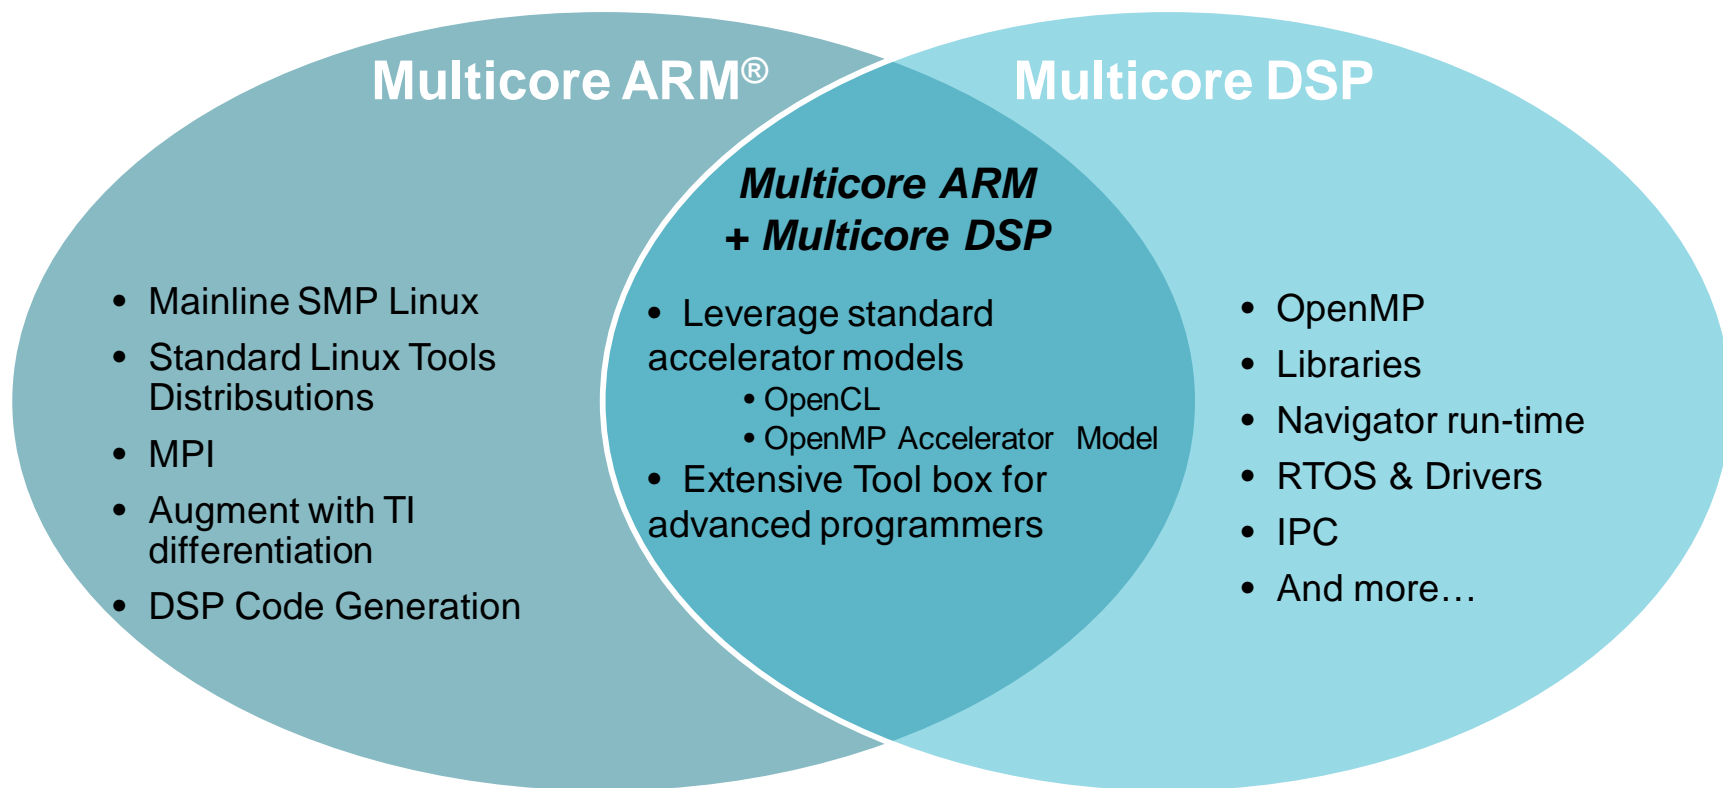 Multicore ARM®
• Mainline SMP Linux
• Standard Linux Tools
Distribsutions
• MPI
• Augment with TI
differentiation
• DSP Code Generation
Multicore ARM
+ Multicore DSP
• Leverage standard
accelerator models
• OpenCL
• OpenMP Accelerator Model
• Extensive Tool box for
advanced programmers
Multicore DSP
• OpenMP
• Libraries
• Navigator run-time
• RTOS & Drivers
• IPC
• And more…